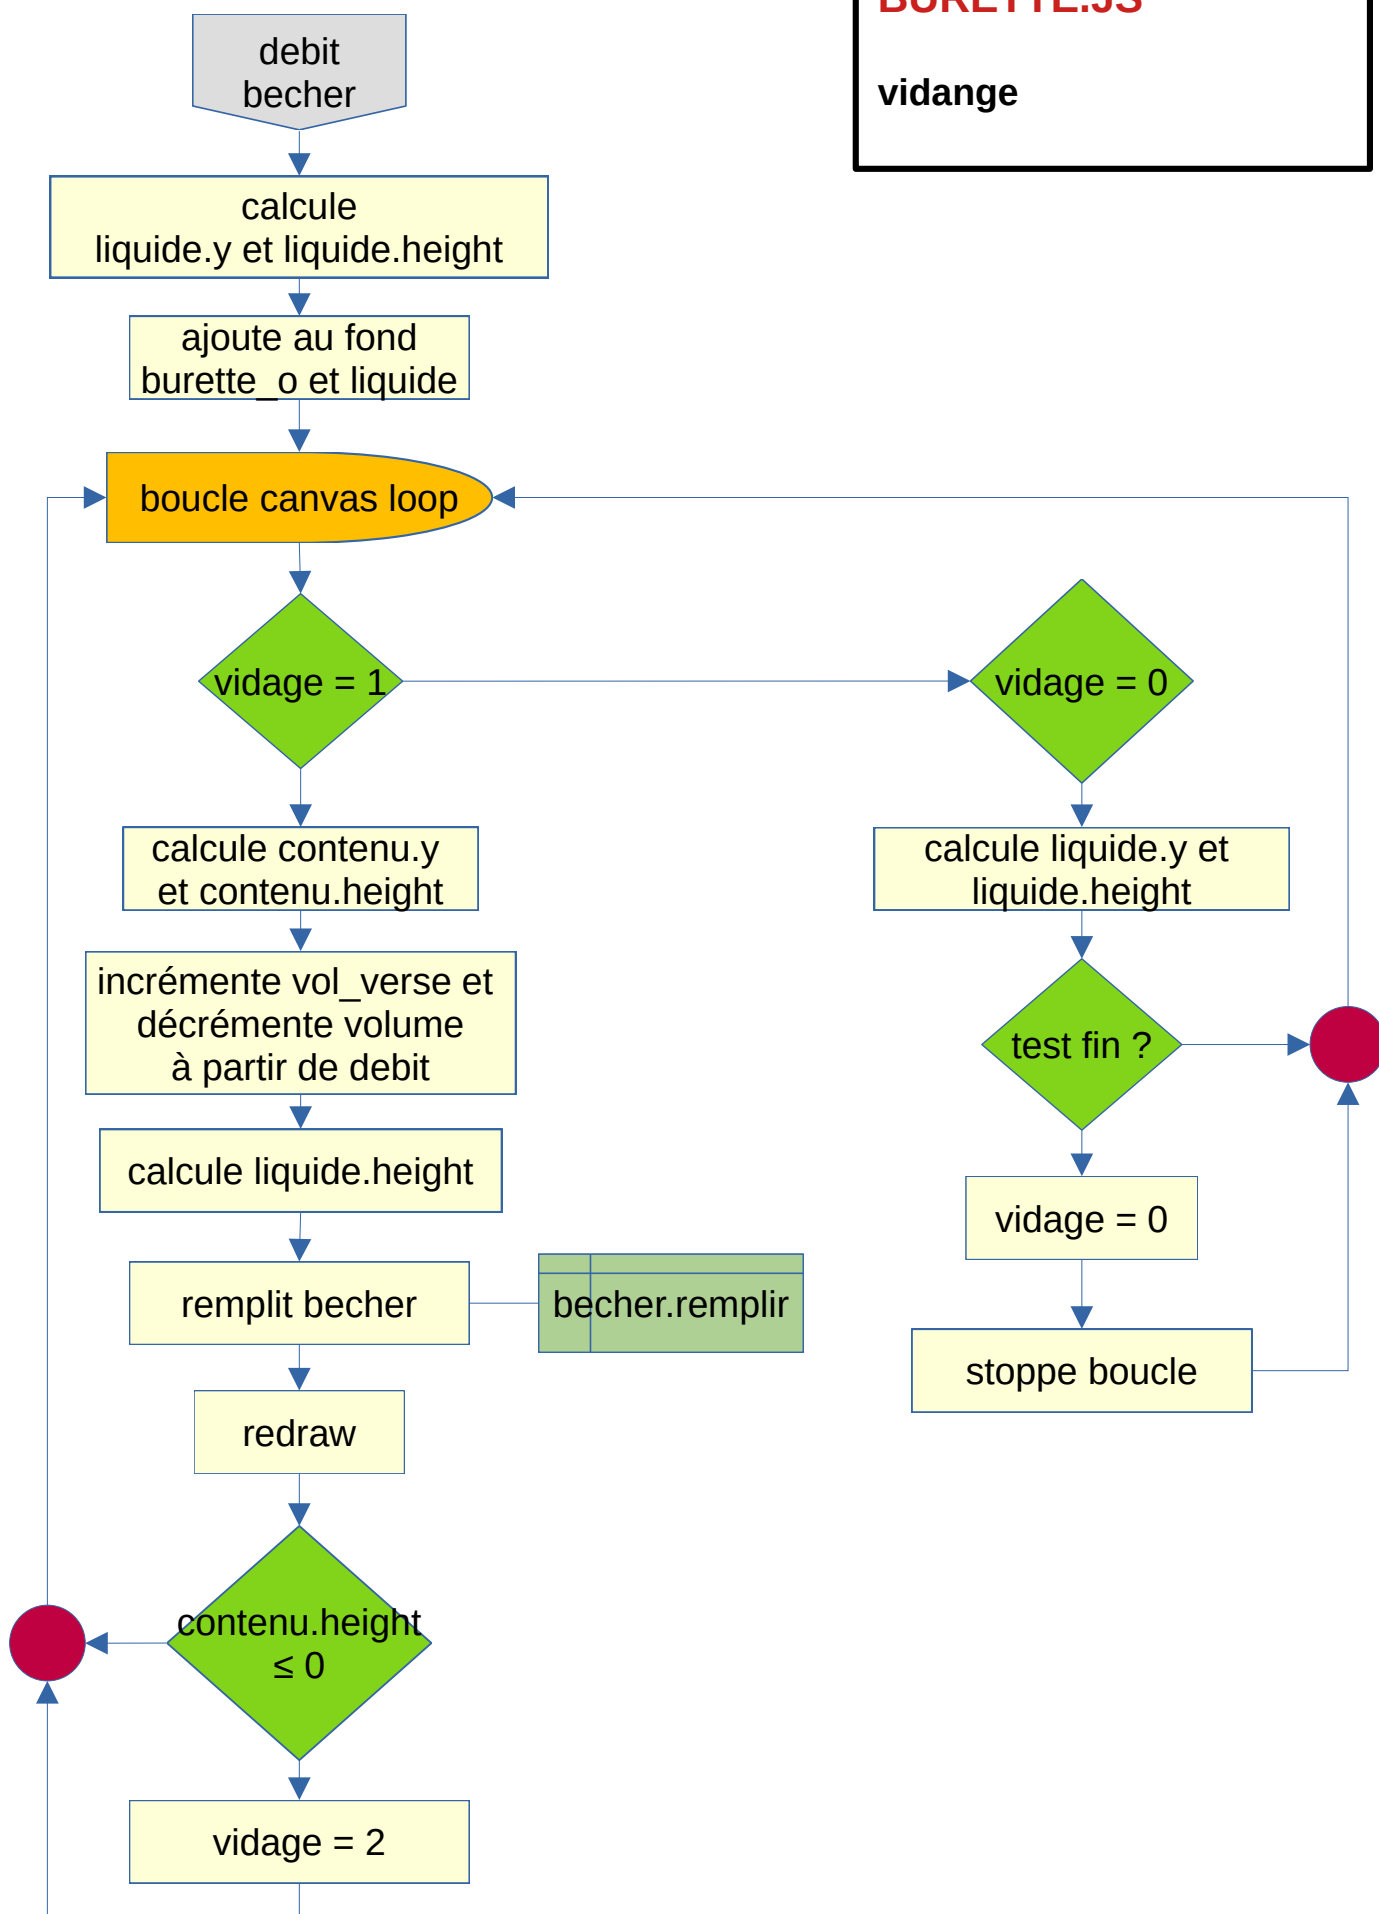 BURETTE.JS
vidange
debit
becher
calcule
liquide.y et liquide.height
ajoute au fond
burette_o et liquide
boucle canvas loop
vidage = 1
vidage = 0
calcule contenu.y
et contenu.height
calcule liquide.y et
liquide.height
incrémente vol_verse et
décrémente volume
à partir de debit
test fin ?
calcule liquide.height
vidage = 0
remplit becher
becher.remplir
stoppe boucle
redraw
contenu.height
≤ 0
vidage = 2